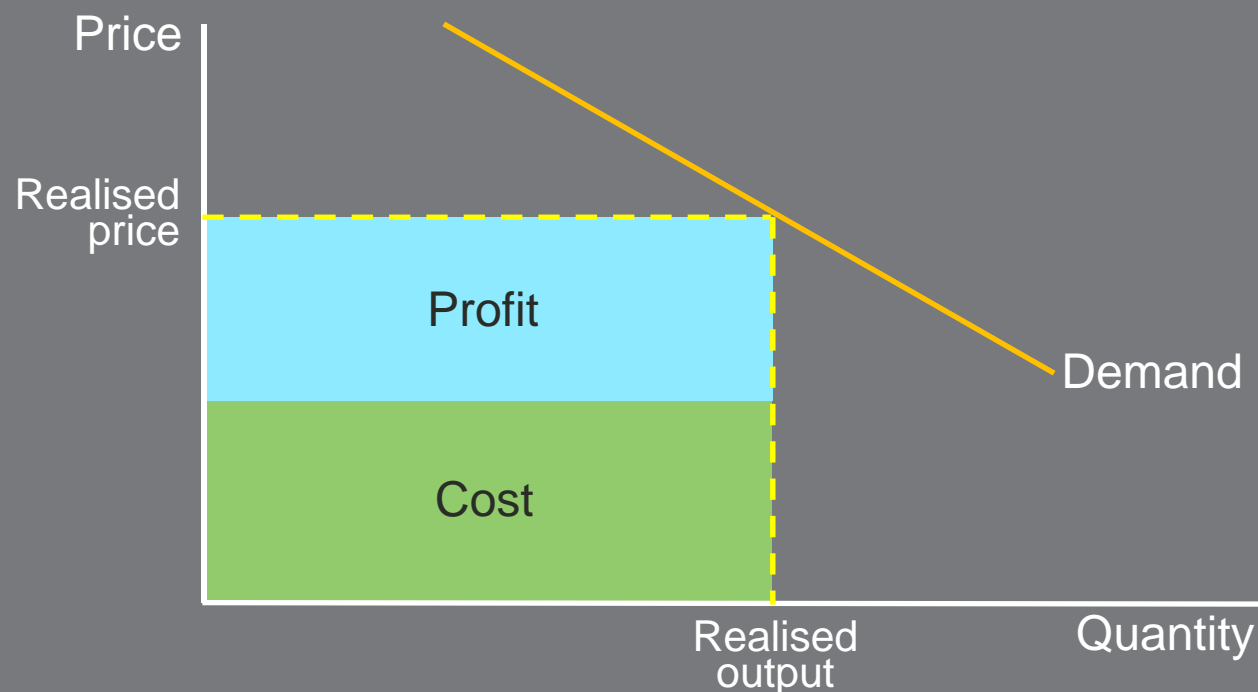 Price
Realised
price
Profit
Demand
Cost
Realised
output
Quantity